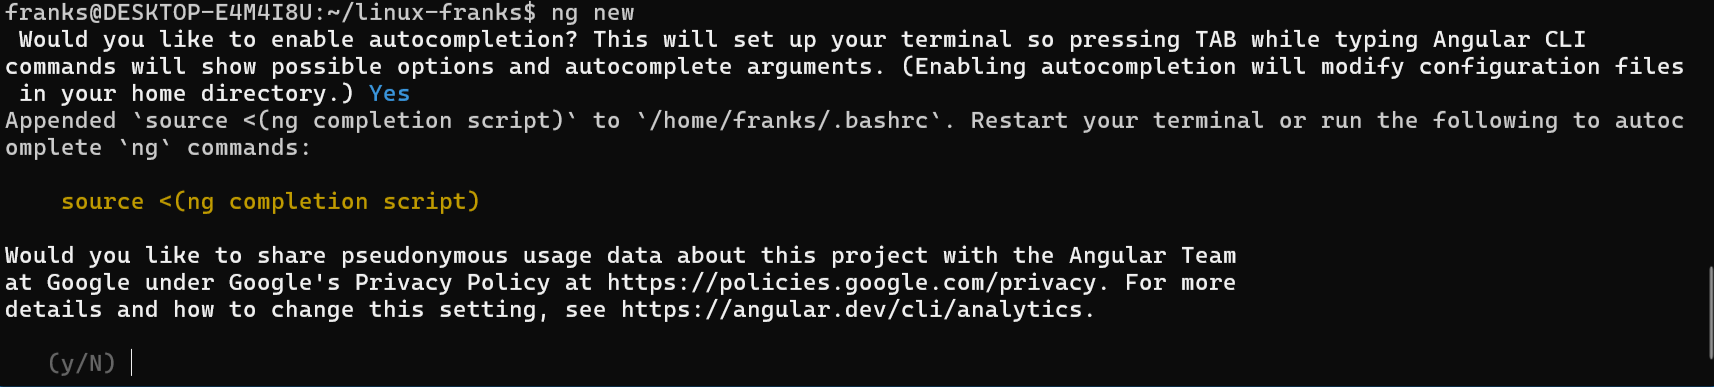 franks@DESKTOP-E4M4I8U:~/linux-franks$ ng new
Would you like to enable autocompletion? This will set up your terminal so pressing TAB while typing Angular CLI
commands will show possible options and autocomplete arguments. (Enabling autocompletion will modify configuration files
in your home directory.) Yes
Appended `source <(ng completion script)` to `/home/franks/.bashrc`. Restart your terminal or run the following to autoc
omplete `ng` commands:
source <(ng completion script)
Would you like to share pseudonymous usage data about this project with the Angular Team
at Google under Google's Privacy Policy at https://policies.google.com/privacy. For more
details and how to change this setting, see https://angular.dev/cli/analytics.
(y/N)